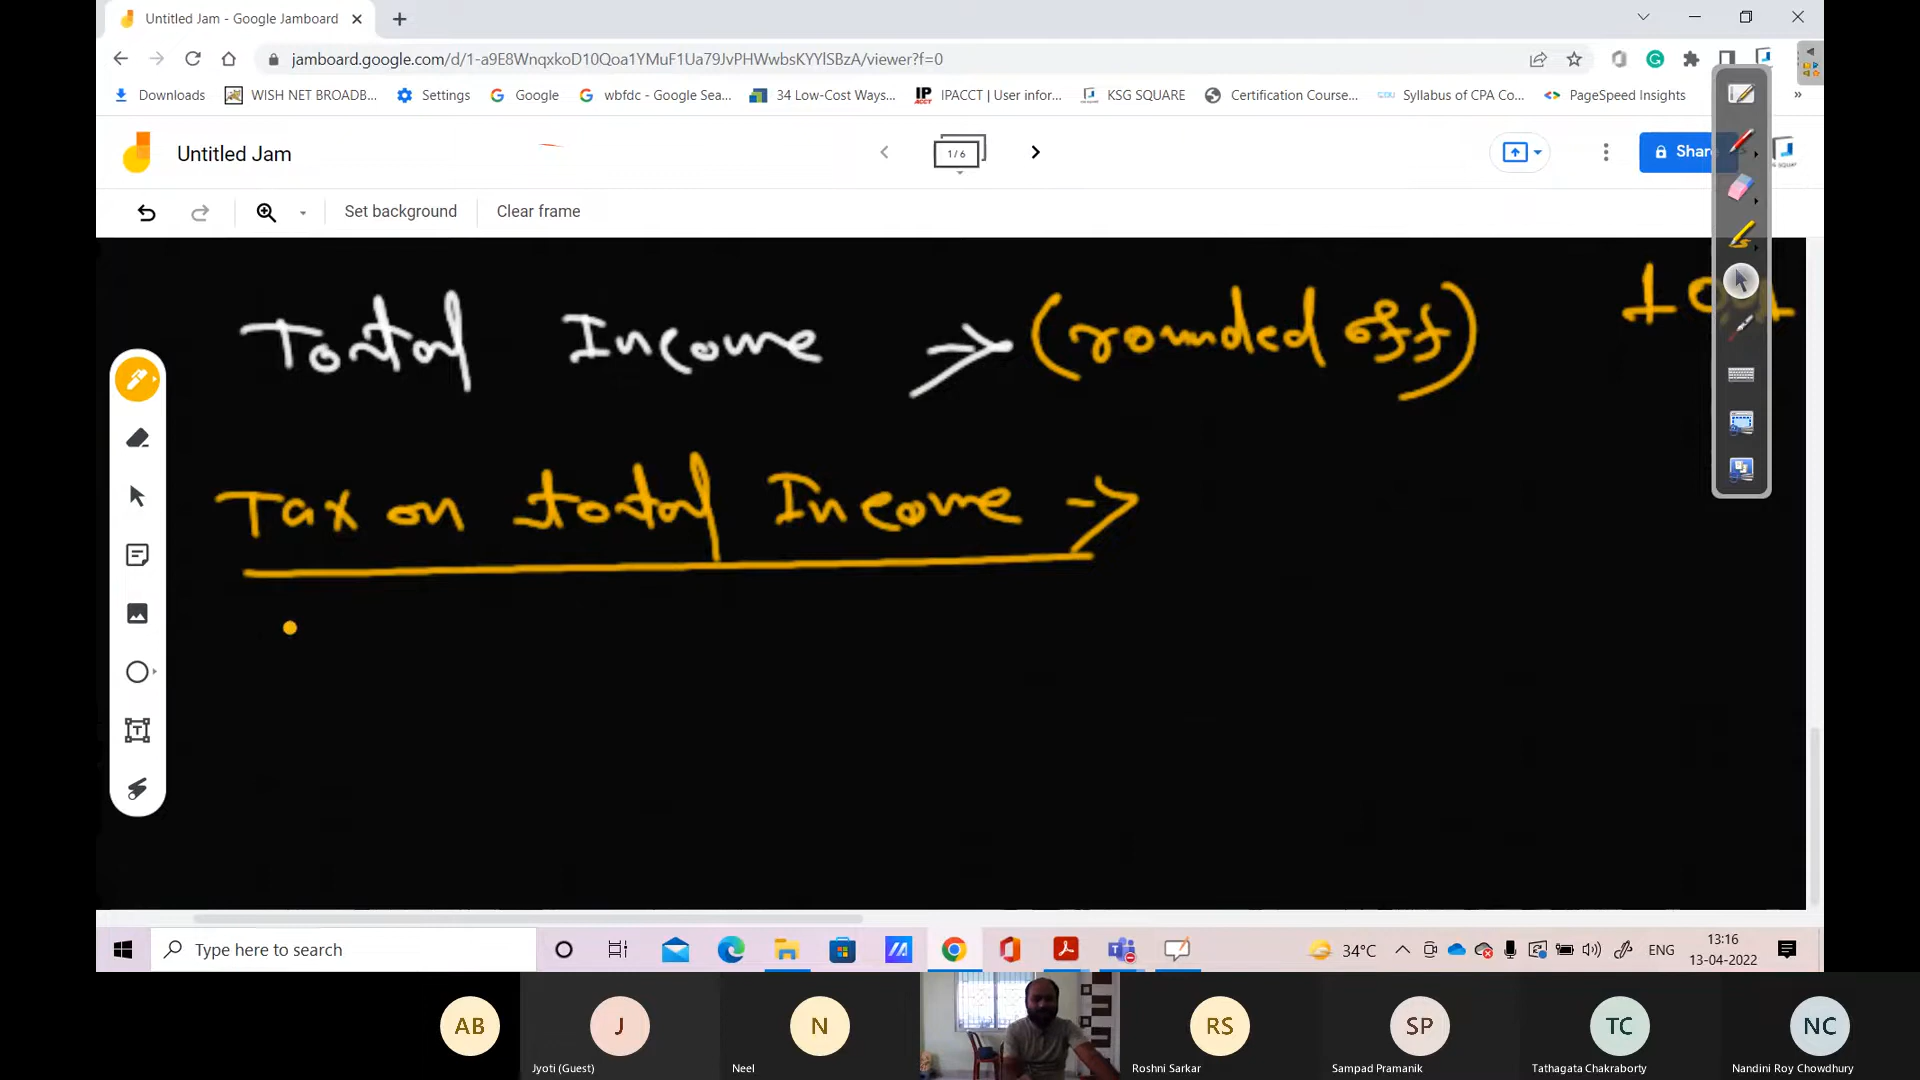 Untitled Jam - Google Jamboard
jamboard.google.com/d/1-a9E8WnqxkoD10Qoa1YMuF1Ua79JvPHWwbsKYYlSBzA/viewer?f=0
Downloads WISH NET BROADB... Settings Google wbfdc - Google Sea... 34 Low-Cost Ways... IPACCT | User infor... KSG SQUARE Certification Course... Syllabus of CPA Co... PageSpeed Insights »
Untitled Jam 1/6 Shar
Set background Clear frame
Total Income → (rounded off)
Tax on total Income →
Type here to search 34°C ENG 13:16
13-04-2022
AB J N RS SP TC NC
Jyoti (Guest) Neel Roshni Sarkar Sampad Pramanik Tathagata Chakraborty Nandini Roy Chowdhury